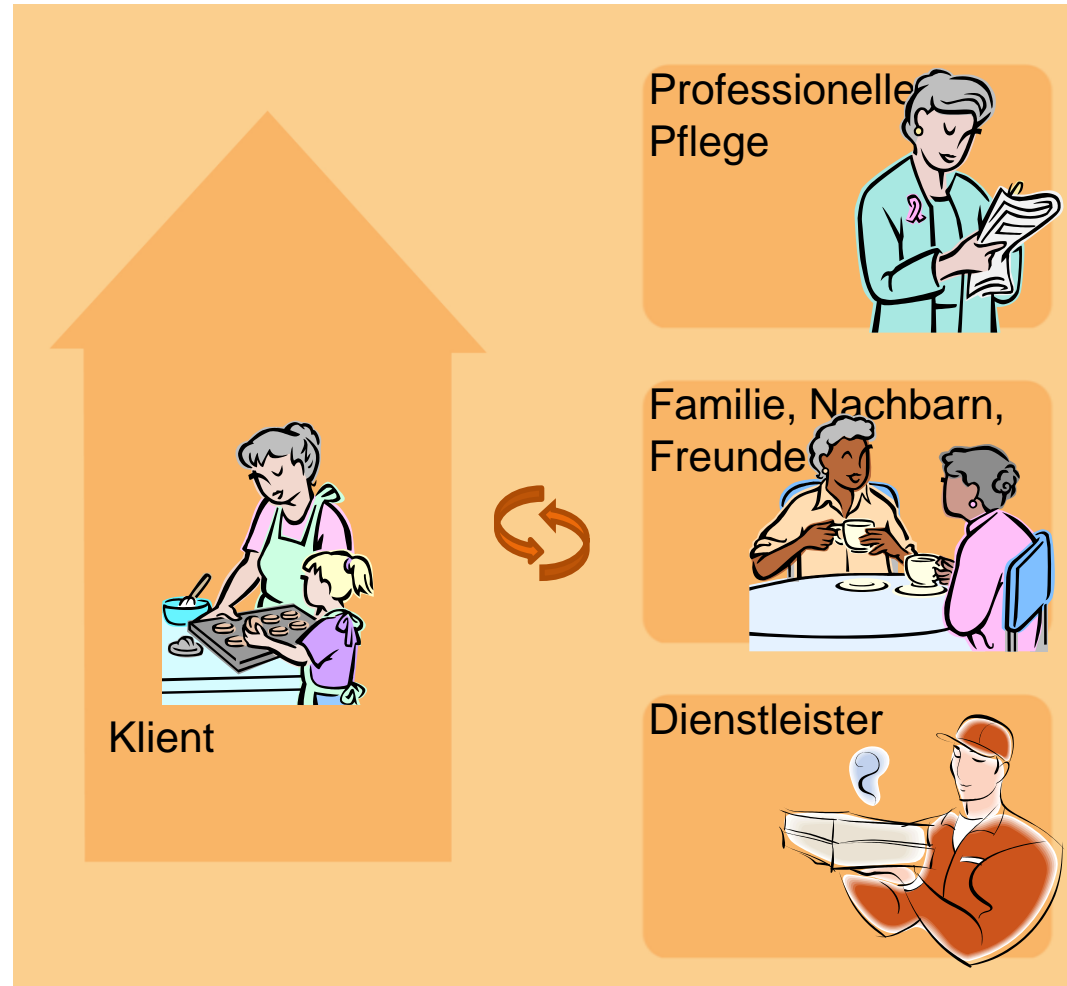 Professionelle
Pflege
Familie, Nachbarn,
Freunde
Klient
Dienstleister